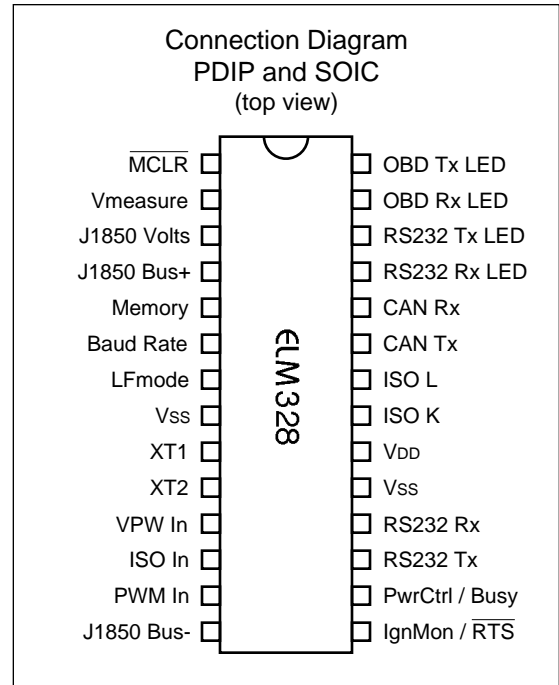 Connection Diagram
PDIP and SOIC
(top view)
MCLR OBD Tx LED
Vmeasure OBD Rx LED
J1850 Volts RS232 Tx LED
J1850 Bus+ RS232 Rx LED
Memory CAN Rx
Baud Rate CAN Tx
LFmode ISO L
VSS ISO K
XT1 VDD
XT2 VSS
VPW In RS232 Rx
ISO In RS232 Tx
PWM In PwrCtrl / Busy
J1850 Bus- IgnMon / RTS
ELM328